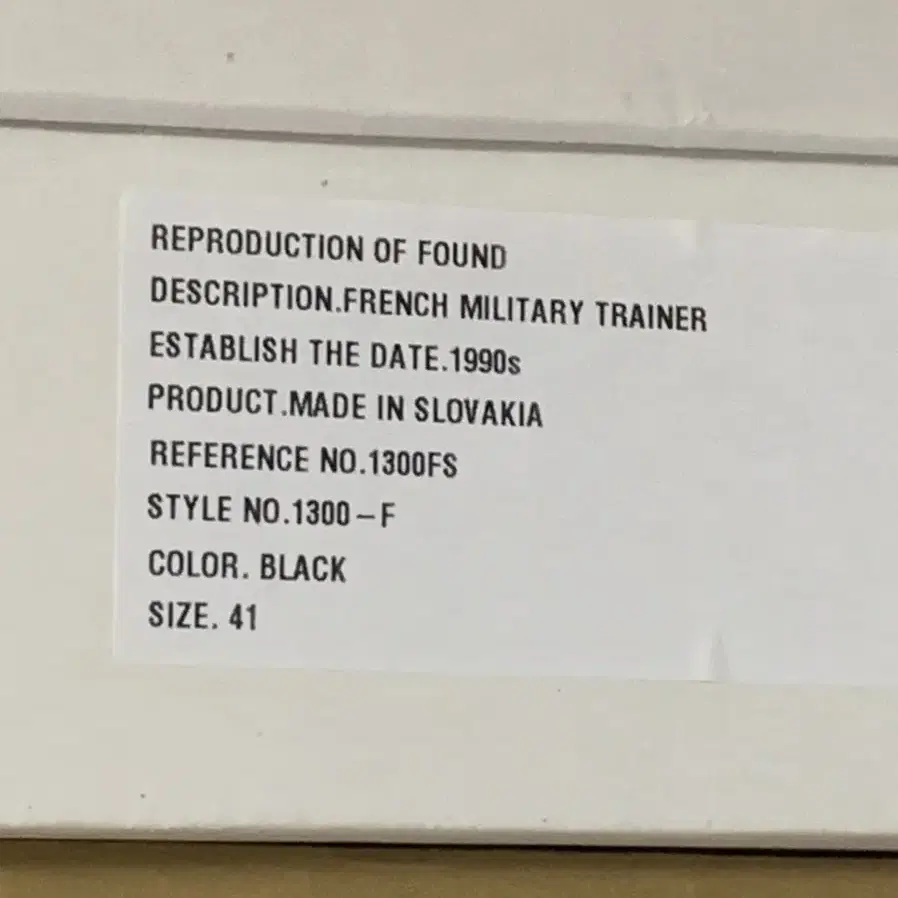 REPRODUCTION OF FOUND
DESCRIPTION.FRENCH MILITARY TRAINER
ESTABLISH THE DATE.1990s
PRODUCT.MADE IN SLOVAKIA
REFERENCE NO.1300FS
STYLE NO.1300-F
COLOR. BLACK
SIZE. 41